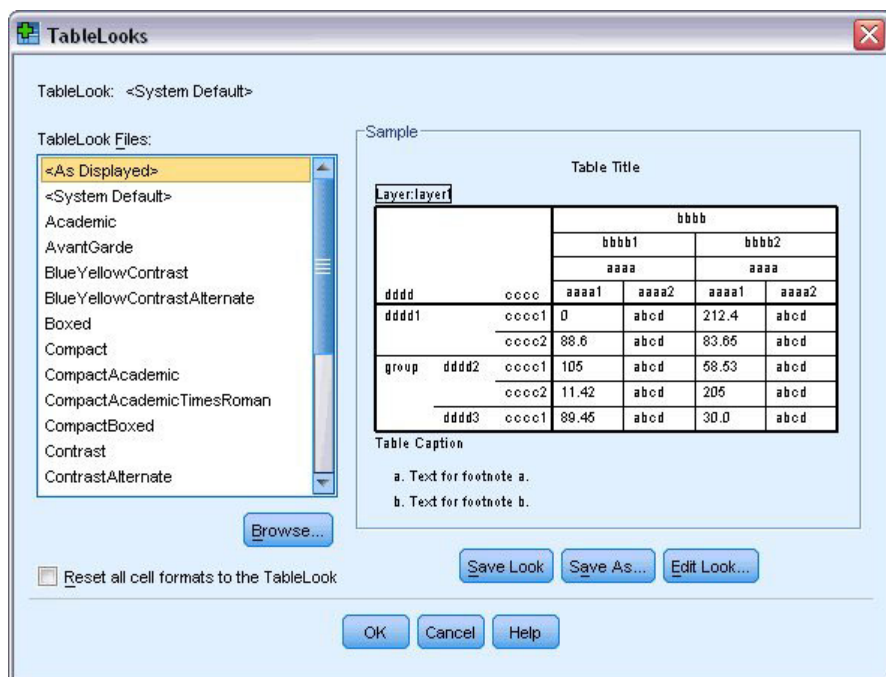 TableLooks
TableLook: <System Default>
TableLook Files:
<As Displayed>
<System Default>
Academic
AvantGarde
BlueYellowContrast
BlueYellowContrastAlternate
Boxed
Compact
CompactAcademic
CompactAcademicTimesRoman
CompactBoxed
Contrast
ContrastAlternate
Browse...
Reset all cell formats to the TableLook
Sample
Table Title
Layer:layer1
bbbb
bbbb1 bbbb2
aaaa aaaa
dddd cccc aaaa1 aaaa2 aaaa1 aaaa2
dddd1 cccc1 0 abcd 212.4 abcd
cccc2 88.6 abcd 83.65 abcd
group dddd2 cccc1 105 abcd 58.53 abcd
cccc2 11.42 abcd 205 abcd
dddd3 cccc1 89.45 abcd 30.0 abcd
Table Caption
a. Text for footnote a.
b. Text for footnote b.
Save Look Save As... Edit Look...
OK Cancel Help